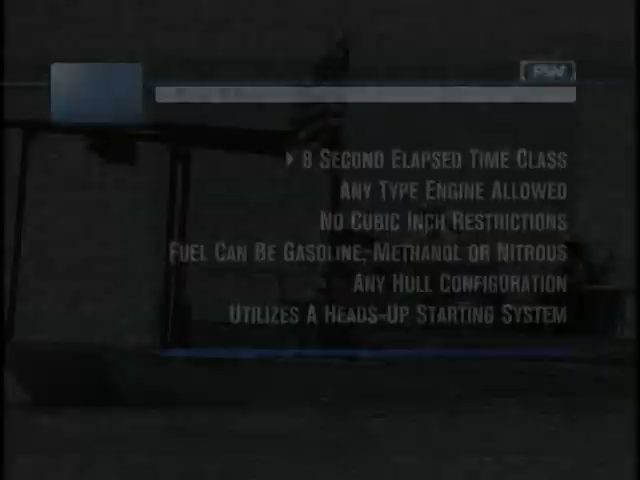 PSW
8 SECOND ELAPSED TIME CLASS
ANY TYPE ENGINE ALLOWED
NO CUBIC INCH RESTRICTIONS
FUEL CAN BE GASOLINE, METHANOL OR NITROUS
ANY HULL CONFIGURATION
UTILIZES A HEADS-UP STARTING SYSTEM